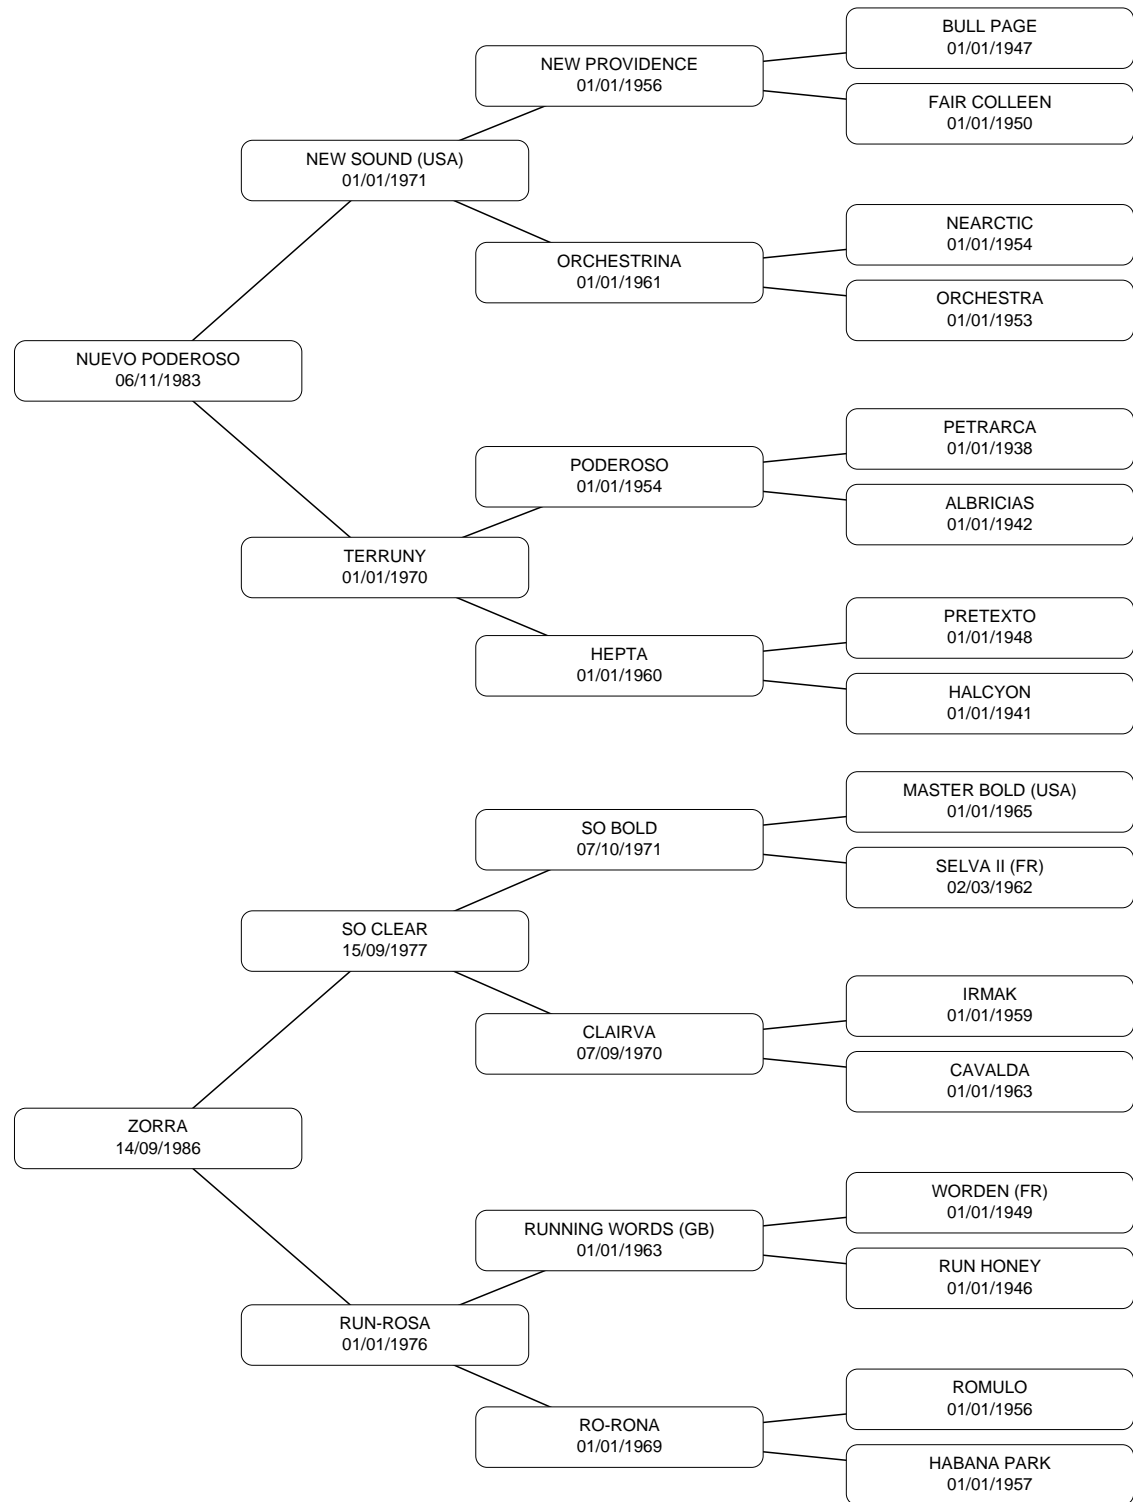 BULL PAGE
01/01/1947
NEW PROVIDENCE
01/01/1956
FAIR COLLEEN
01/01/1950
NEW SOUND (USA)
01/01/1971
NEARCTIC
01/01/1954
ORCHESTRINA
01/01/1961
ORCHESTRA
01/01/1953
NUEVO PODEROSO
06/11/1983
PETRARCA
01/01/1938
PODEROSO
01/01/1954
ALBRICIAS
01/01/1942
TERRUNY
01/01/1970
PRETEXTO
01/01/1948
HEPTA
01/01/1960
HALCYON
01/01/1941
MASTER BOLD (USA)
01/01/1965
SO BOLD
07/10/1971
SELVA II (FR)
02/03/1962
SO CLEAR
15/09/1977
IRMAK
01/01/1959
CLAIRVA
07/09/1970
CAVALDA
01/01/1963
ZORRA
14/09/1986
WORDEN (FR)
01/01/1949
RUNNING WORDS (GB)
01/01/1963
RUN HONEY
01/01/1946
RUN-ROSA
01/01/1976
ROMULO
01/01/1956
RO-RONA
01/01/1969
HABANA PARK
01/01/1957